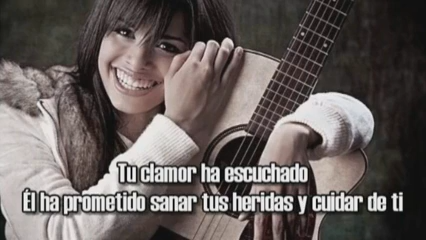 Tu clamor ha escuchado
Él ha prometido sanar tus heridas y cuidar de ti